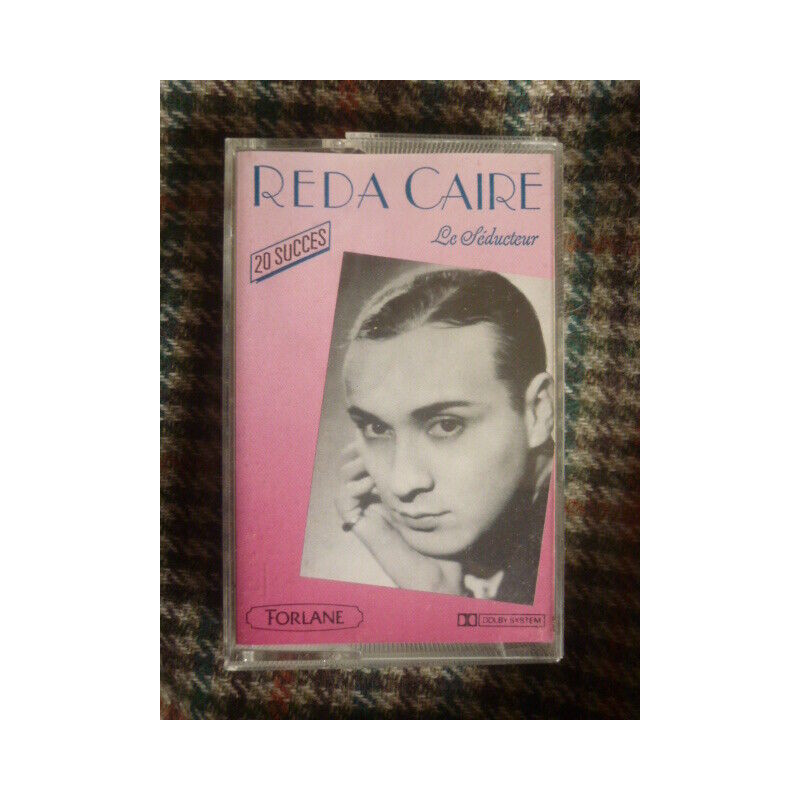 REDA CAIRE
Le Séducteur
20 SUCCES
FORLANE
DOLBY SYSTEM